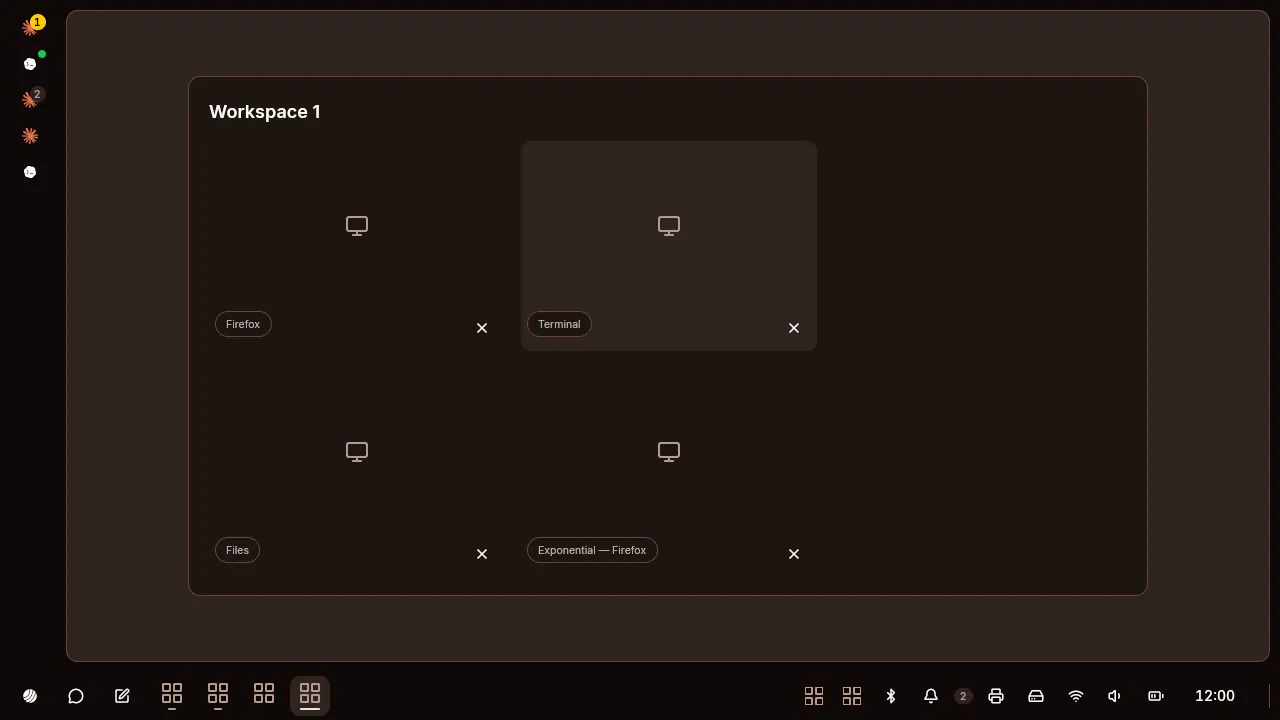 1
2
Workspace 1
Firefox
Terminal
Files
Exponential — Firefox
2
12:00